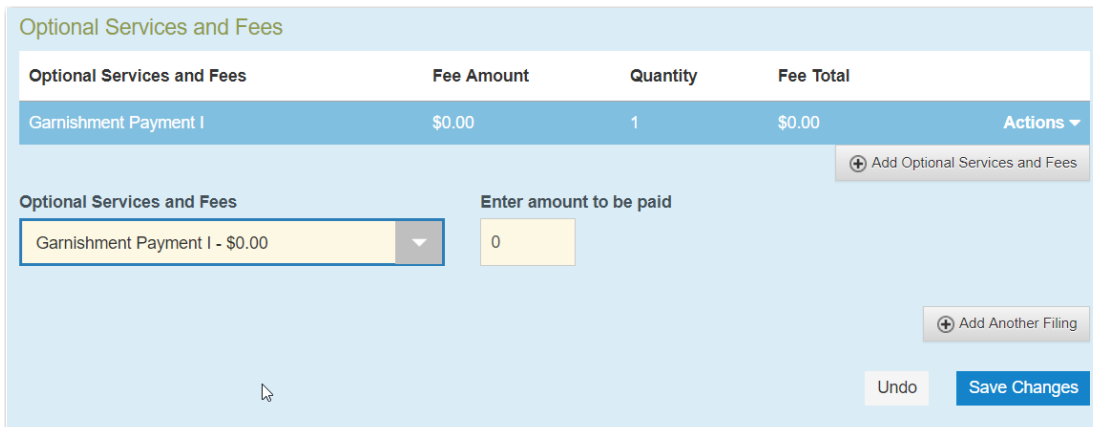 Optional Services and Fees
Optional Services and Fees Fee Amount Quantity Fee Total
Garnishment Payment I $0.00 1 $0.00 Actions
Add Optional Services and Fees
Optional Services and Fees Enter amount to be paid
Garnishment Payment I - $0.00 0
Add Another Filing
Undo Save Changes